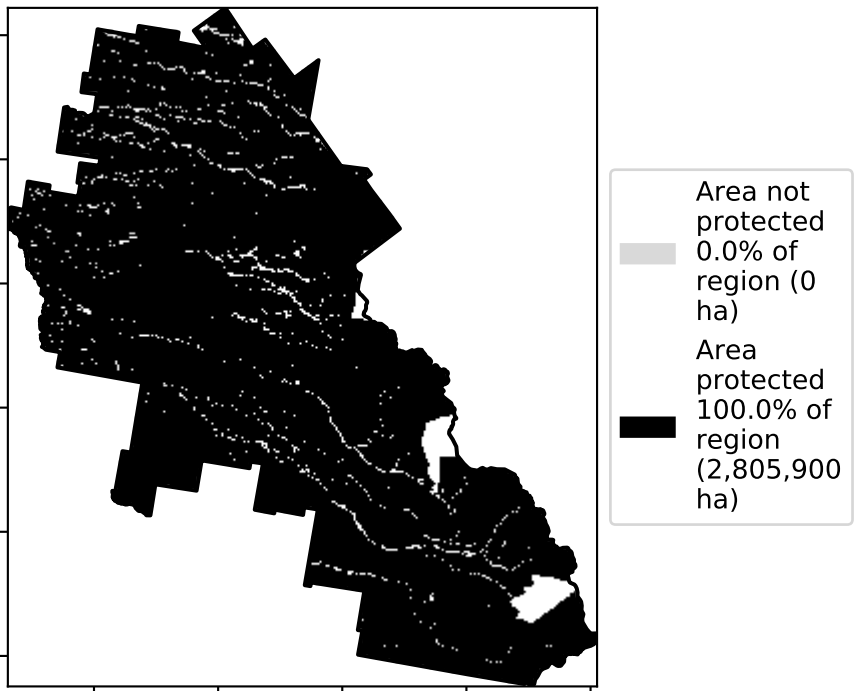 Area not
protected
0.0% of
region (0
ha)
Area
protected
100.0% of
region
(2,805,900
ha)